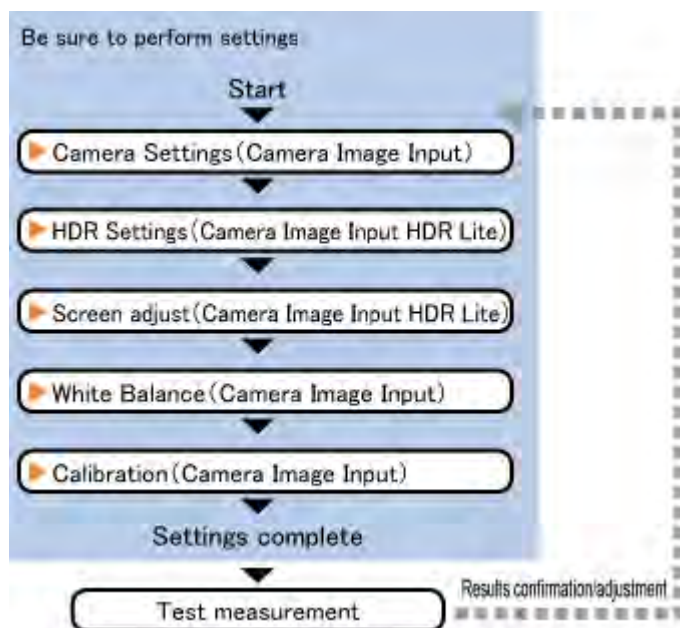 Be sure to perform settings
Start
Camera Settings(Camera Image Input)
HDR Settings(Camera Image Input HDR Lite)
Screen adjust(Camera Image Input HDR Lite)
White Balance(Camera Image Input)
Calibration(Camera Image Input)
Settings complete
Results confirmation/adjustment
Test measurement